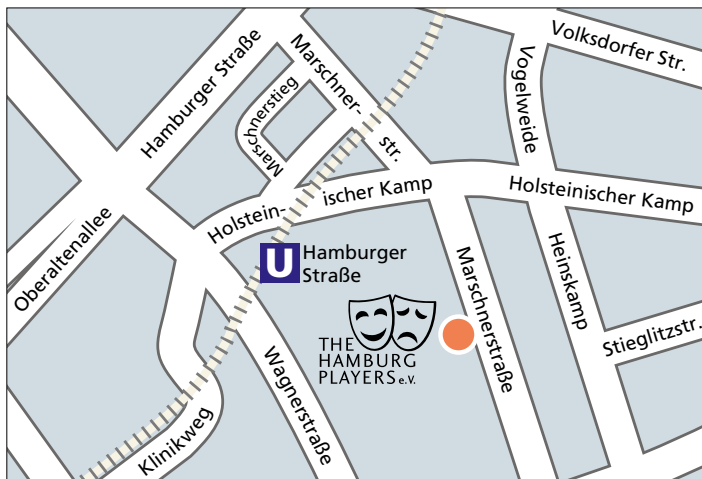 Volksdorfer Str.
Hamburger Straße
Marschner-
str.
Vogelweide
Marschnerstieg
Holstein-
ischer Kamp
Holsteinischer Kamp
Oberaltenallee
U
Hamburger
Straße
Marschnerstraße
Heinskamp
Stieglitzstr.
THE
HAMBURG
PLAYERS e.V.
Wagnerstraße
Klinikweg